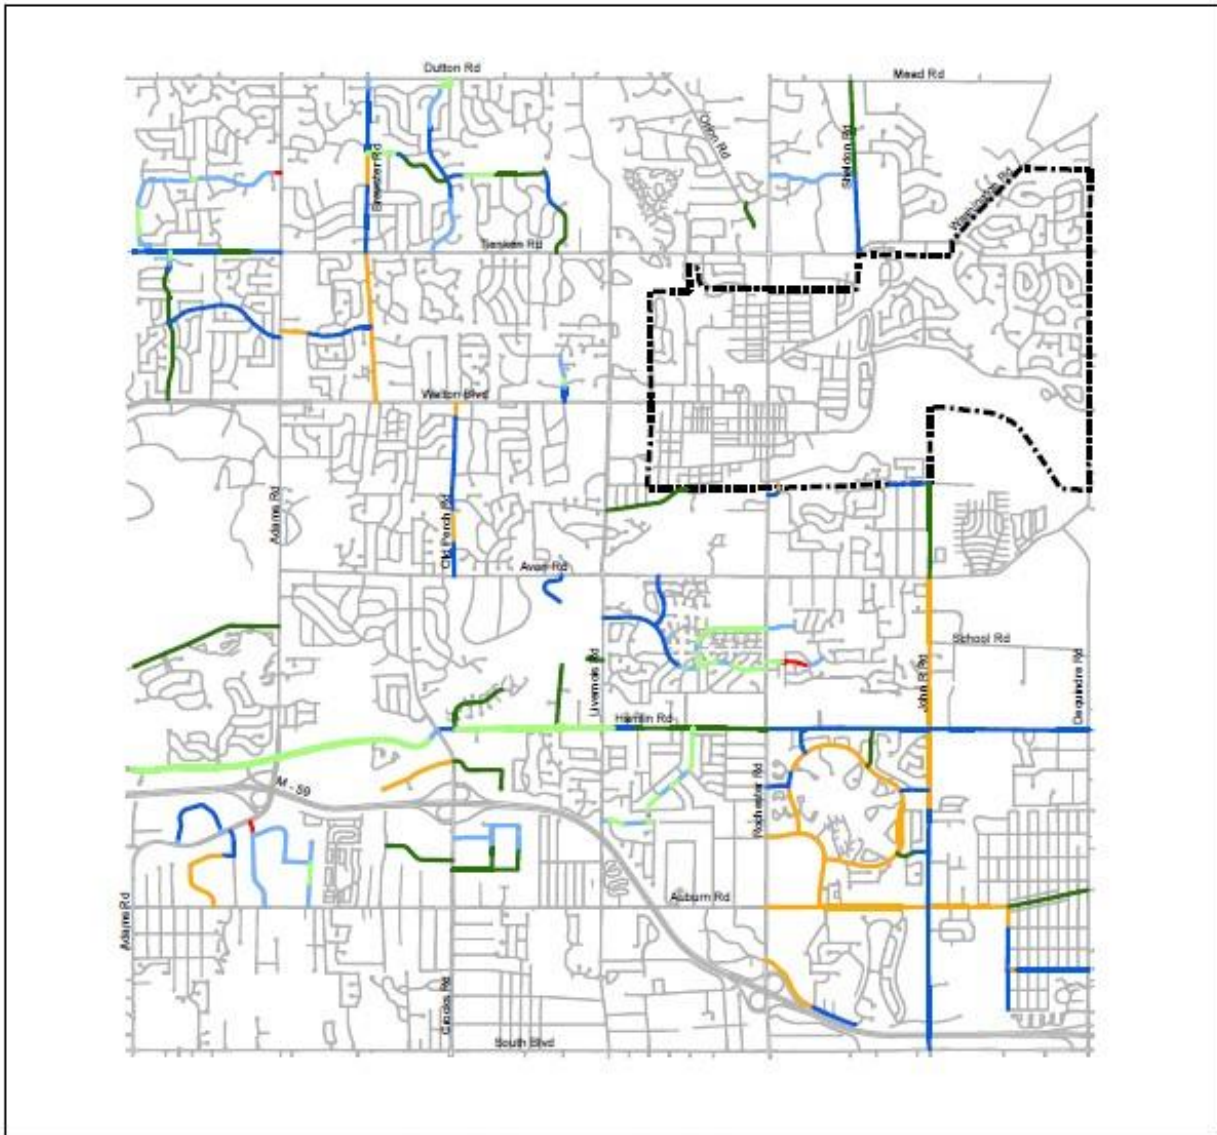 Dutton Rd
Mead Rd
Orion Rd
Sheldon Rd
Brewster Rd
Washington Rd
Tienken Rd
Walton Blvd
Adams Rd
Old Perch Rd
Avon Rd
School Rd
Livernois Rd
John R Rd
Dequindre Rd
Hamlin Rd
M - 59
Rochester Rd
Auburn Rd
Adams Rd
Crooks Rd
South Blvd